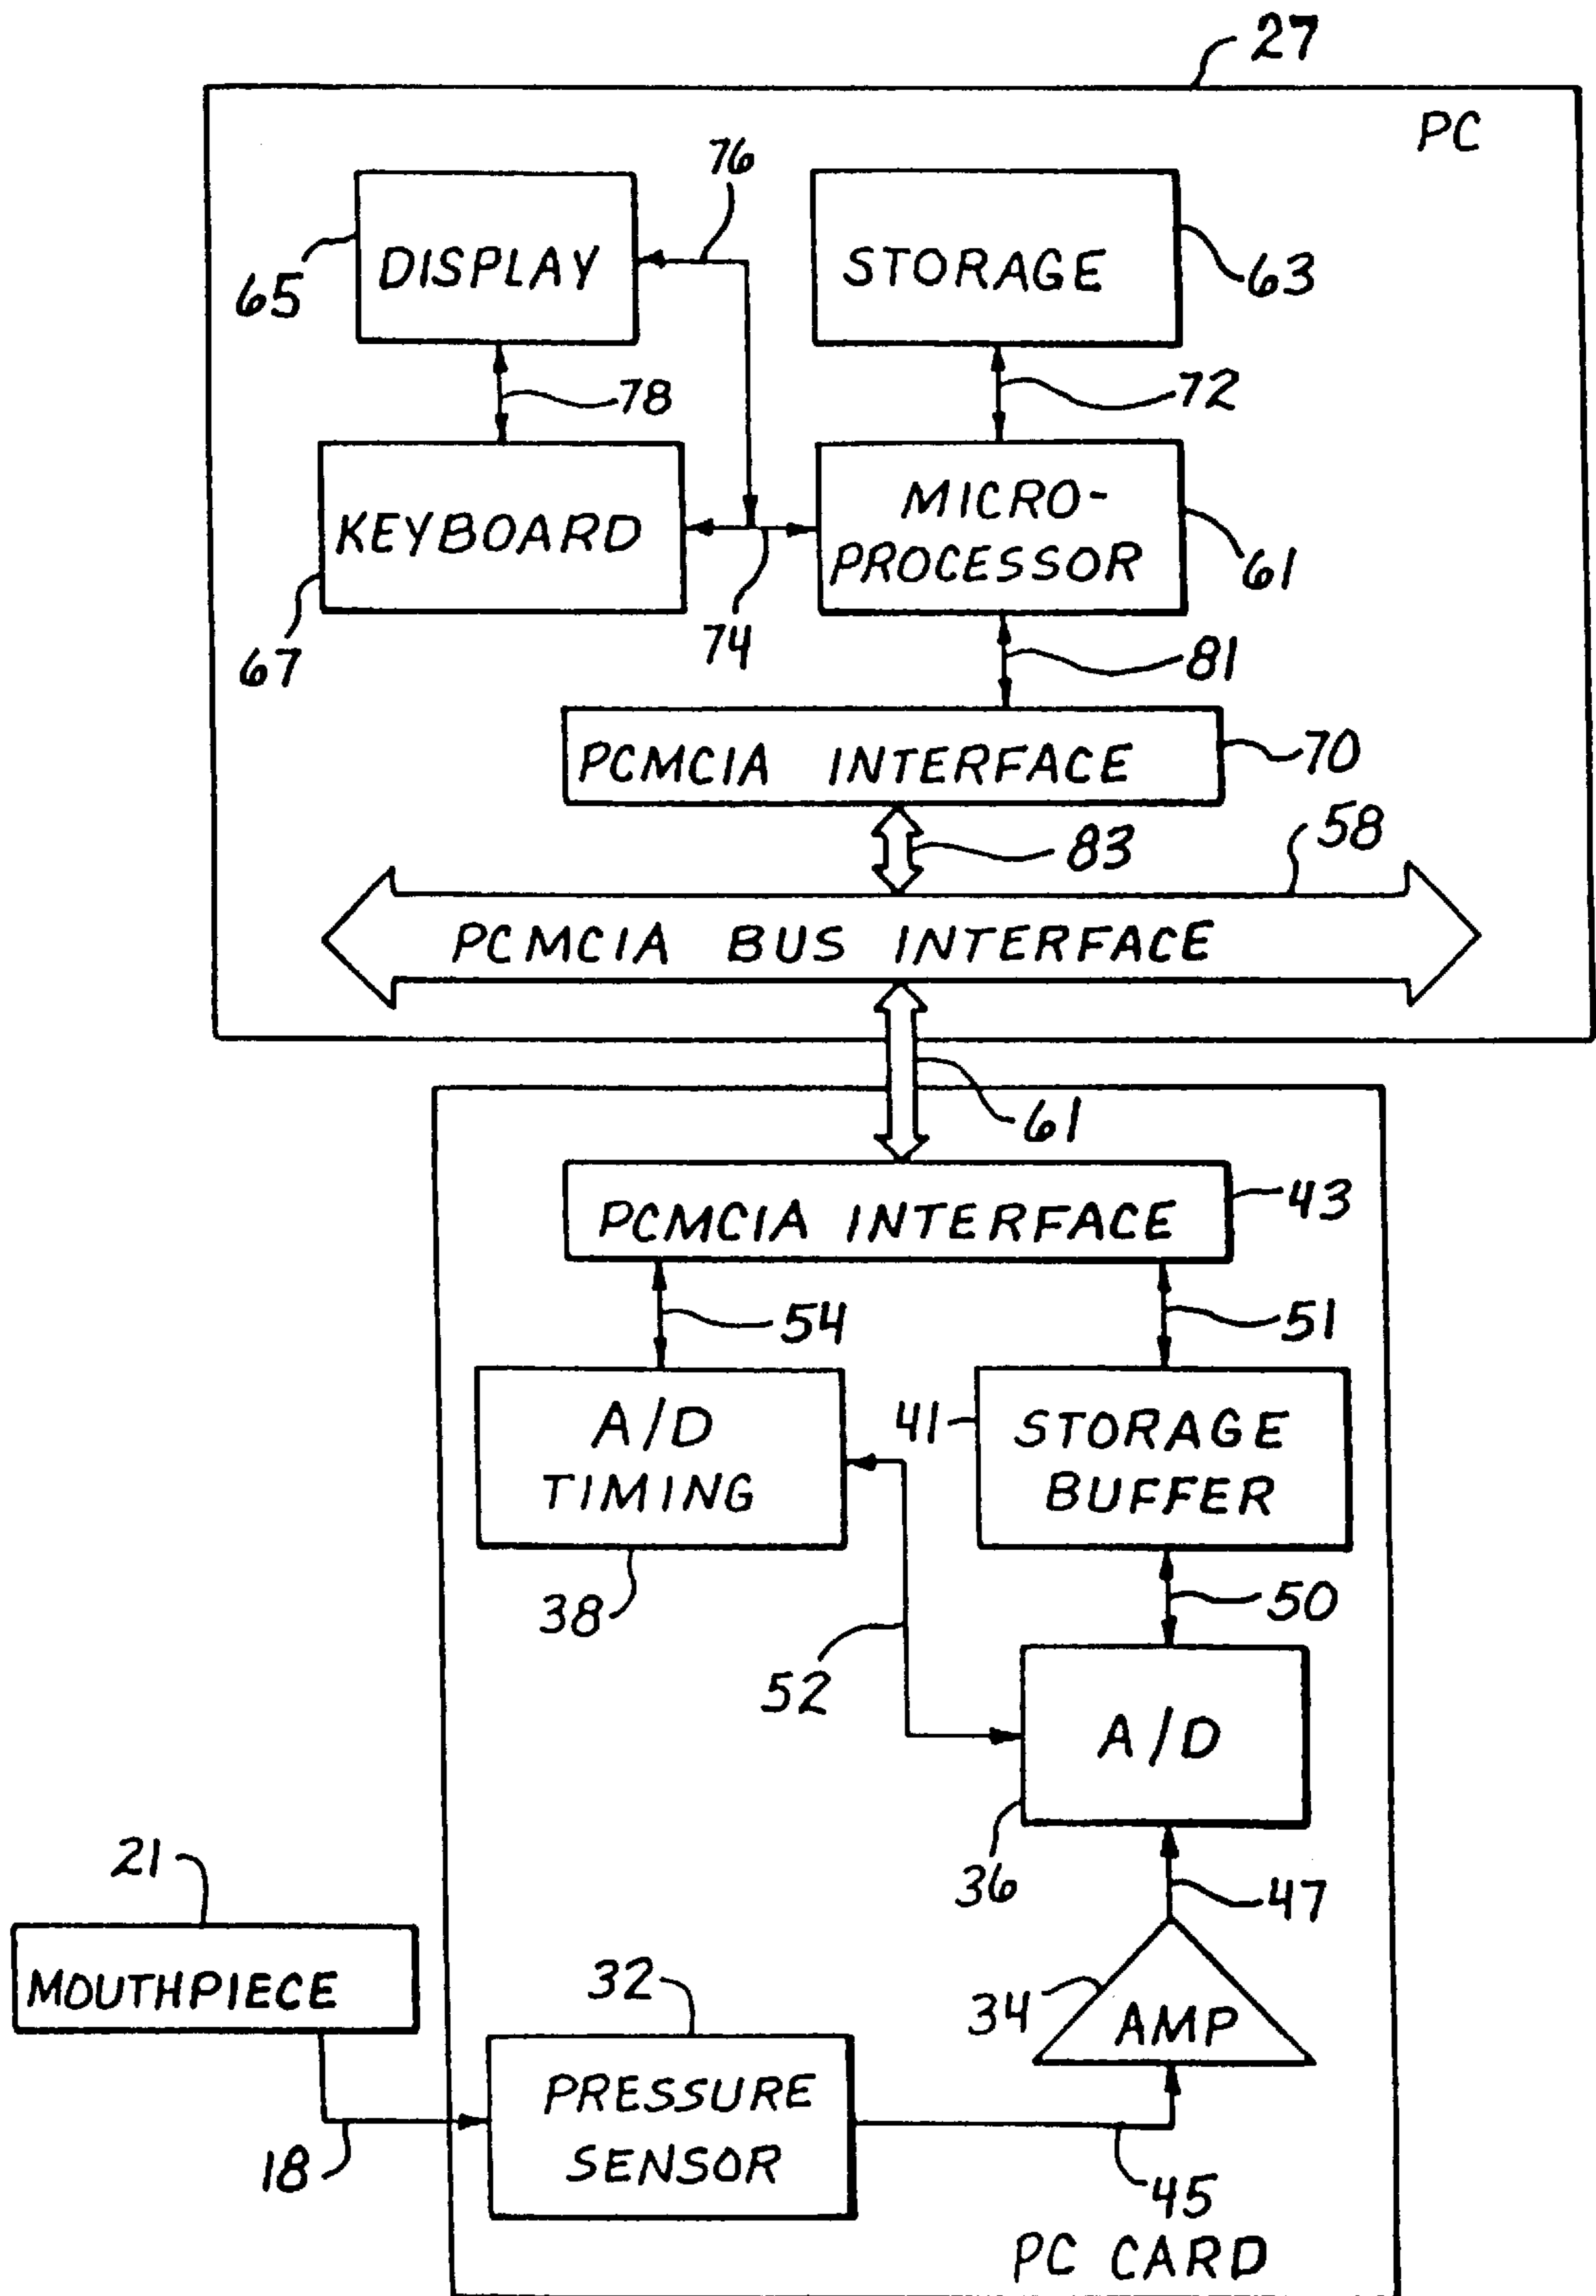 27
PC
76
DISPLAY
65
STORAGE
63
78
72
KEYBOARD
67
MICRO-
PROCESSOR
61
74
81
PCMCIA INTERFACE
70
83
58
PCMCIA BUS INTERFACE
61
PCMCIA INTERFACE
43
54
51
A/D
TIMING
38
41
STORAGE
BUFFER
50
52
A/D
36
47
21
MOUTHPIECE
32
34
AMP
PRESSURE
SENSOR
18
45
PC CARD